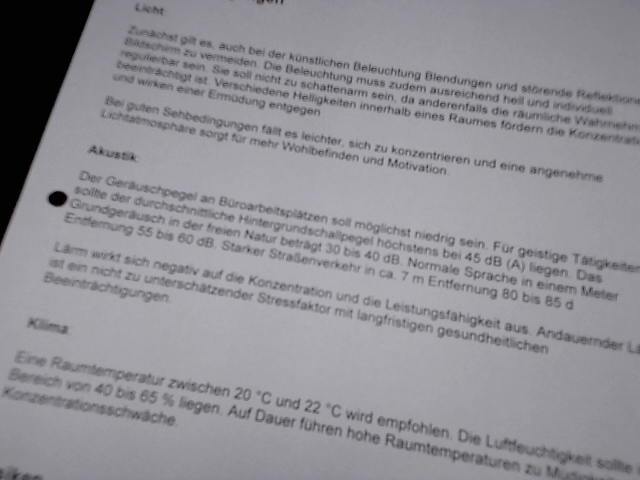 Licht:
Zunächst gilt es, auch bei der künstlichen Beleuchtung Blendungen und störende Reflektion
Bildschirm zu vermeiden. Die Beleuchtung muss zudem ausreichend hell und individuell
regulierbar sein. Sie soll nicht zu schattenarm sein, da anderenfalls die räumliche Wahrnehm
beeinträchtigt ist. Verschiedene Helligkeiten innerhalb eines Raumes fördern die Konzentrati
und wirken einer Ermüdung entgegen
Bei guten Sehbedingungen fällt es leichter, sich zu konzentrieren und eine angenehme
Lichtatmosphäre sorgt für mehr Wohlbefinden und Motivation.
Akustik:
Der Geräuschpegel an Büroarbeitsplätzen soll möglichst niedrig sein. Für geistige Tätigkeiten
sollte der durchschnittliche Hintergrundschallpegel höchstens bei 45 dB (A) liegen. Das
Grundgeräusch in der freien Natur beträgt 30 bis 40 dB. Normale Sprache in einem Meter
Entfernung 55 bis 60 dB. Starker Straßenverkehr in ca. 7 m Entfernung 80 bis 85 d
Lärm wirkt sich negativ auf die Konzentration und die Leistungsfähigkeit aus. Andauernder Lä
ist ein nicht zu unterschätzender Stressfaktor mit langfristigen gesundheitlichen
Beeinträchtigungen.
Klima:
Eine Raumtemperatur zwischen 20 °C und 22 °C wird empfohlen. Die Luftfeuchtigkeit sollte
Bereich von 40 bis 65 % liegen. Auf Dauer führen hohe Raumtemperaturen zu
Konzentrationsschwäche.